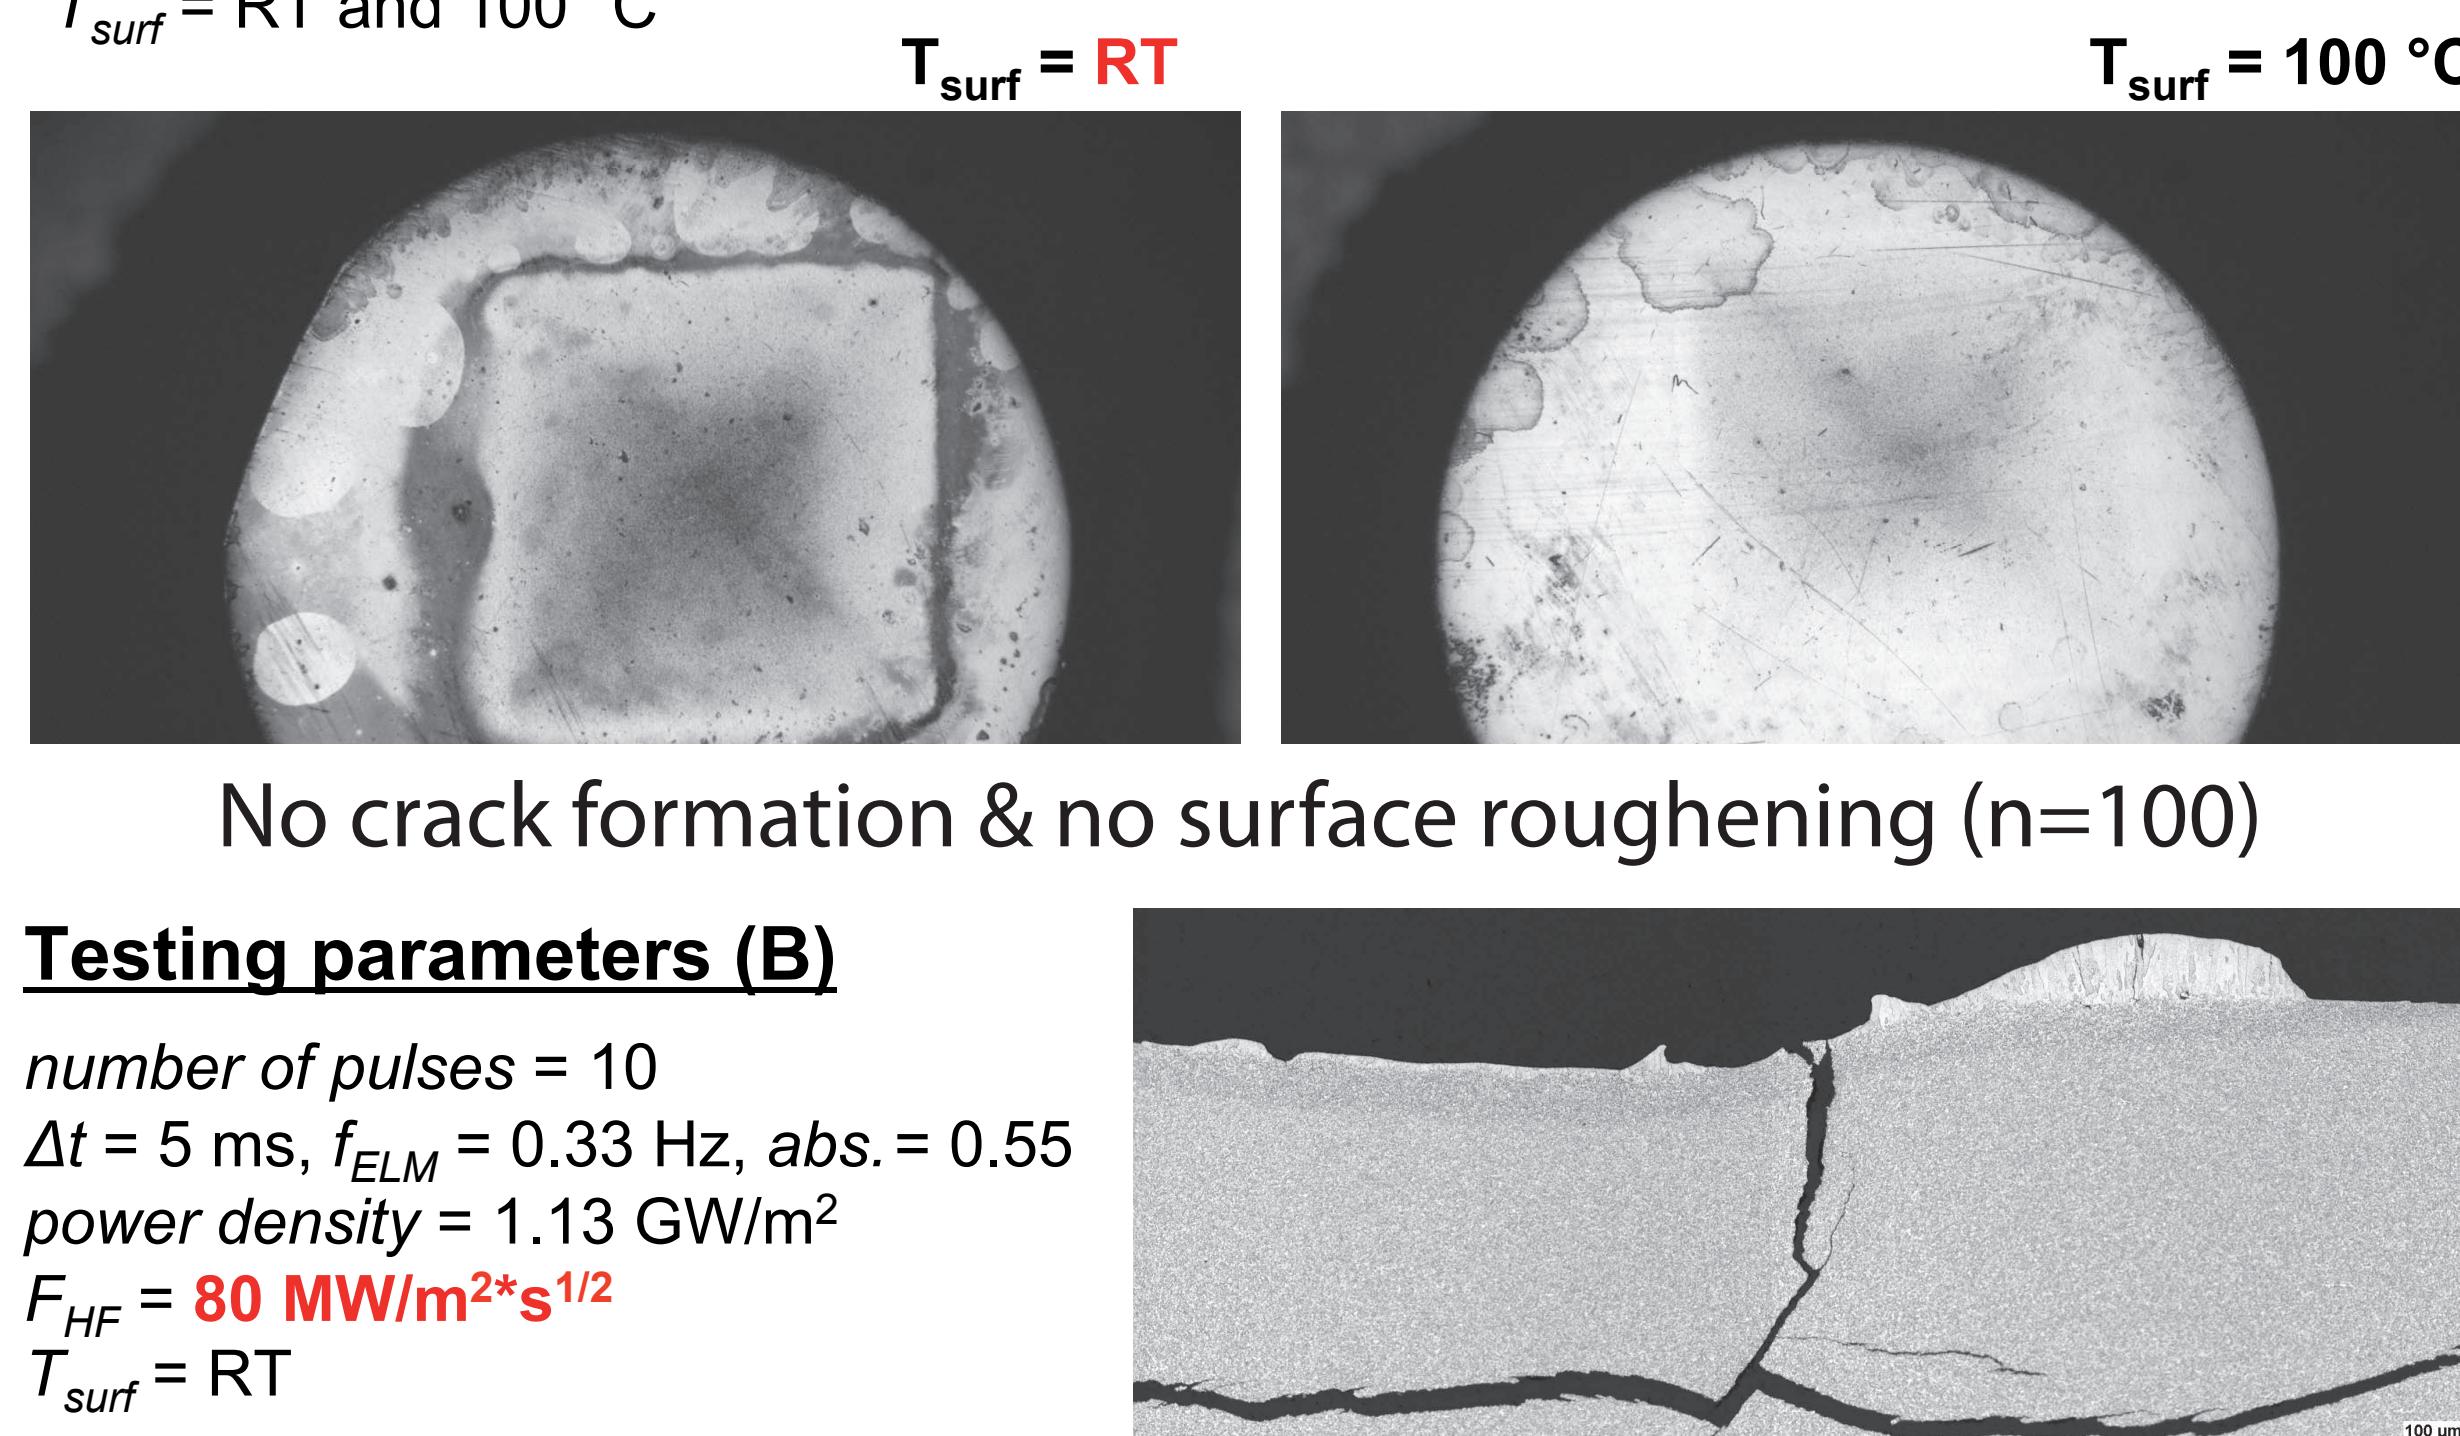 T_surf = RT and 100 °C
T_surf = RT
T_surf = 100 °C
No crack formation & no surface roughening (n=100)
Testing parameters (B)
number of pulses = 10
Δt = 5 ms, f_ELM = 0.33 Hz, abs. = 0.55
power density = 1.13 GW/m²
F_HF = 80 MW/m²*s^1/2
T_surf = RT
100 µm